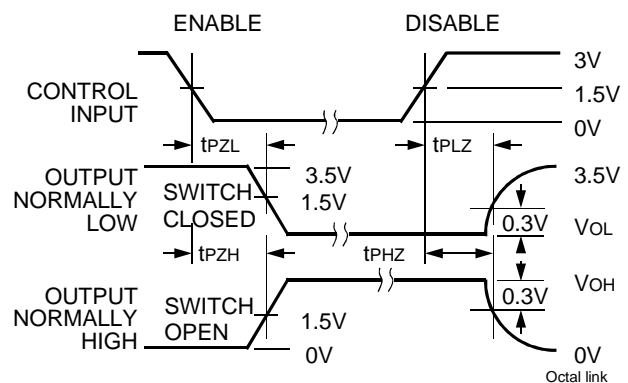 ENABLE
DISABLE
3V
CONTROL
INPUT
1.5V
0V
tPZL
tPLZ
OUTPUT
NORMALLY
LOW
SWITCH
CLOSED
3.5V
1.5V
3.5V
0.3V
VOL
tPZH
tPHZ
VOH
0.3V
OUTPUT
NORMALLY
HIGH
SWITCH
OPEN
1.5V
0V
0V
Octal link